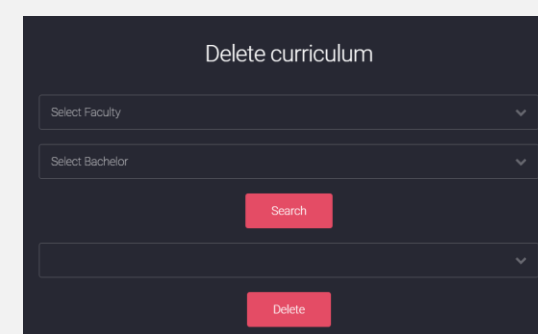 Delete curriculum
Select Faculty
Select Bachelor
Search
Delete